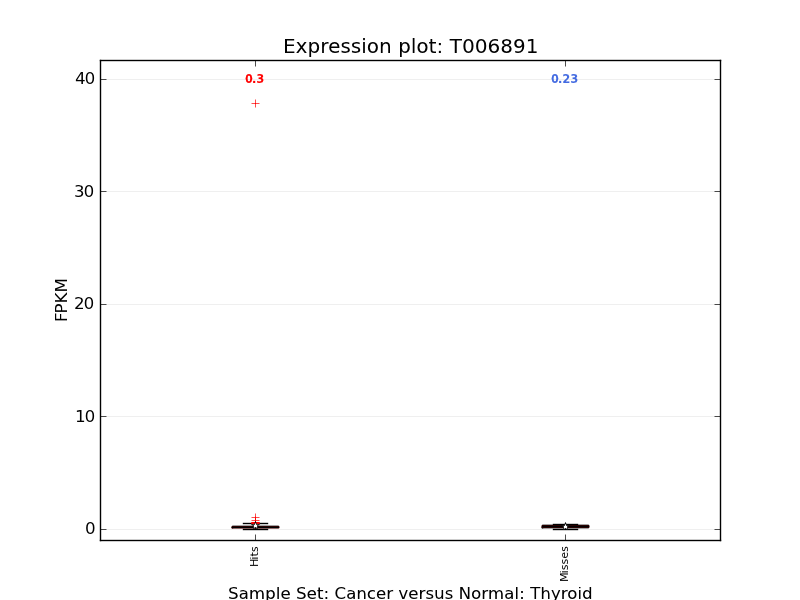 Expression plot: T006891
0.3
0.23
40
30
20
10
0
FPKM
Hits
Misses
Sample Set: Cancer versus Normal: Thyroid